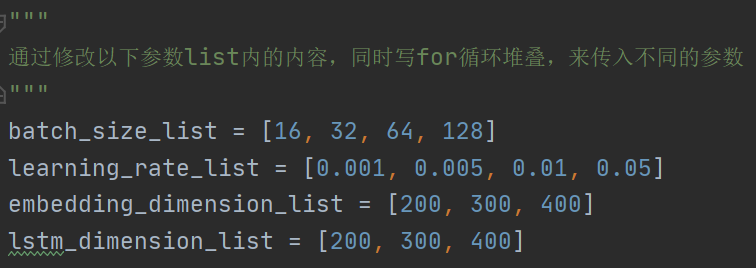 """
通过修改以下参数list内的内容，同时写for循环堆叠，来传入不同的参数
"""
batch_size_list = [16, 32, 64, 128]
learning_rate_list = [0.001, 0.005, 0.01, 0.05]
embedding_dimension_list = [200, 300, 400]
lstm_dimension_list = [200, 300, 400]